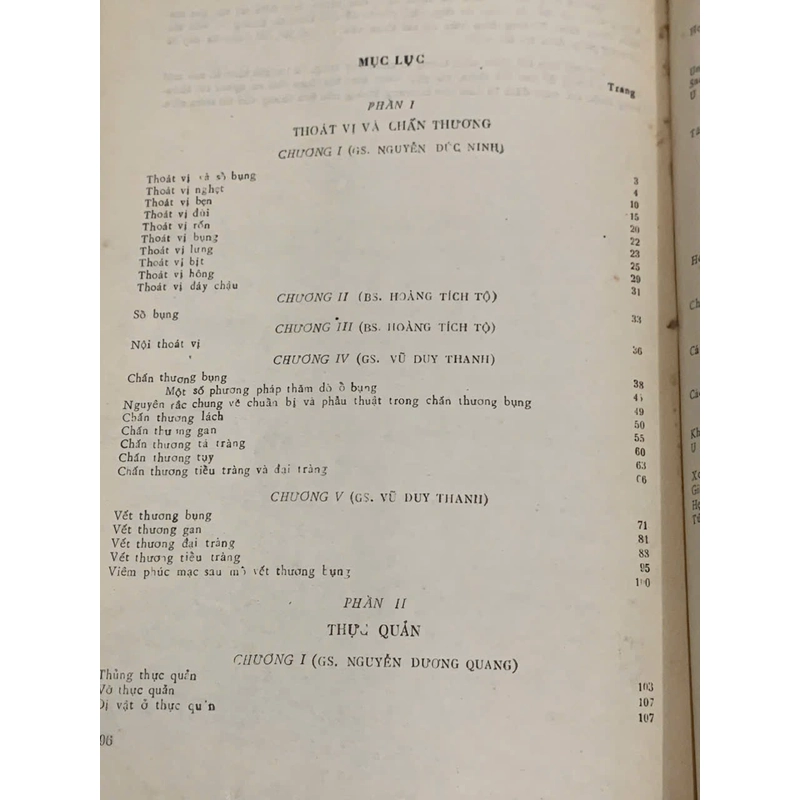 MỤC LỤC
Trang
PHẦN I
THOÁT VỊ VÀ CHẤN THƯƠNG
CHƯƠNG I (GS. NGUYỄN ĐỨC NINH)
Thoát vị và sổ bụng 3
Thoát vị nghẹt 4
Thoát vị bẹn 10
Thoát vị đùi 15
Thoát vị rốn 20
Thoát vị bụng 22
Thoát vị lưng 23
Thoát vị bịt 25
Thoát vị hông 29
Thoát vị đáy chậu 31
CHƯƠNG II (BS. HOÀNG TÍCH TỘ)
Sổ bụng 33
CHƯƠNG III (BS. HOÀNG TÍCH TỘ)
Nội thoát vị 36
CHƯƠNG IV (GS. VŨ DUY THANH)
Chấn thương bụng 38
Một số phương pháp thăm dò ổ bụng
Nguyên tắc chung về chuẩn bị và phẫu thuật trong chấn thương bụng 49
Chấn thương lách 50
Chấn thương gan 55
Chấn thương tá tràng 60
Chấn thương tụy 63
Chấn thương tiểu tràng và đại tràng 66
CHƯƠNG V (GS. VŨ DUY THANH)
Vết thương bụng 71
Vết thương gan 81
Vết thương đại tràng 88
Vết thương tiểu tràng 95
Viêm phúc mạc sau mổ vết thương bụng 100
PHẦN II
THỰC QUẢN
CHƯƠNG I (GS. NGUYỄN DƯƠNG QUANG)
Thủng thực quản 103
Vỡ thực quản 107
Dị vật ở thực quản 107
06